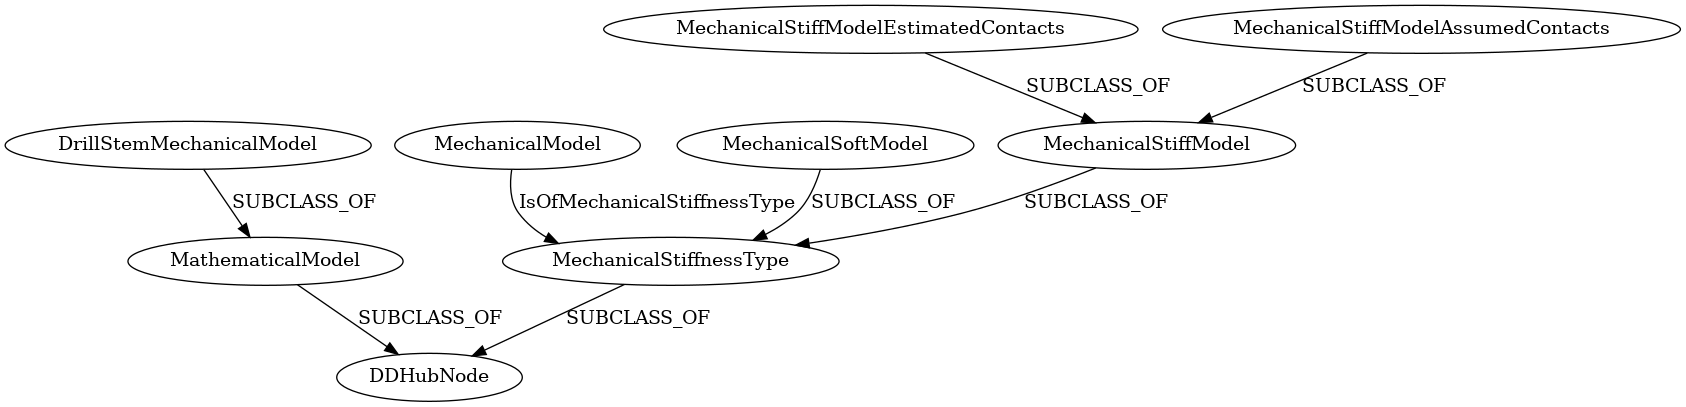 MechanicalStiffModelEstimatedContacts
MechanicalStiffModelAssumedContacts
SUBCLASS_OF
SUBCLASS_OF
DrillStemMechanicalModel
MechanicalModel
MechanicalSoftModel
MechanicalStiffModel
SUBCLASS_OF
IsOfMechanicalStiffnessType
SUBCLASS_OF
SUBCLASS_OF
MathematicalModel
MechanicalStiffnessType
SUBCLASS_OF
SUBCLASS_OF
DDHubNode